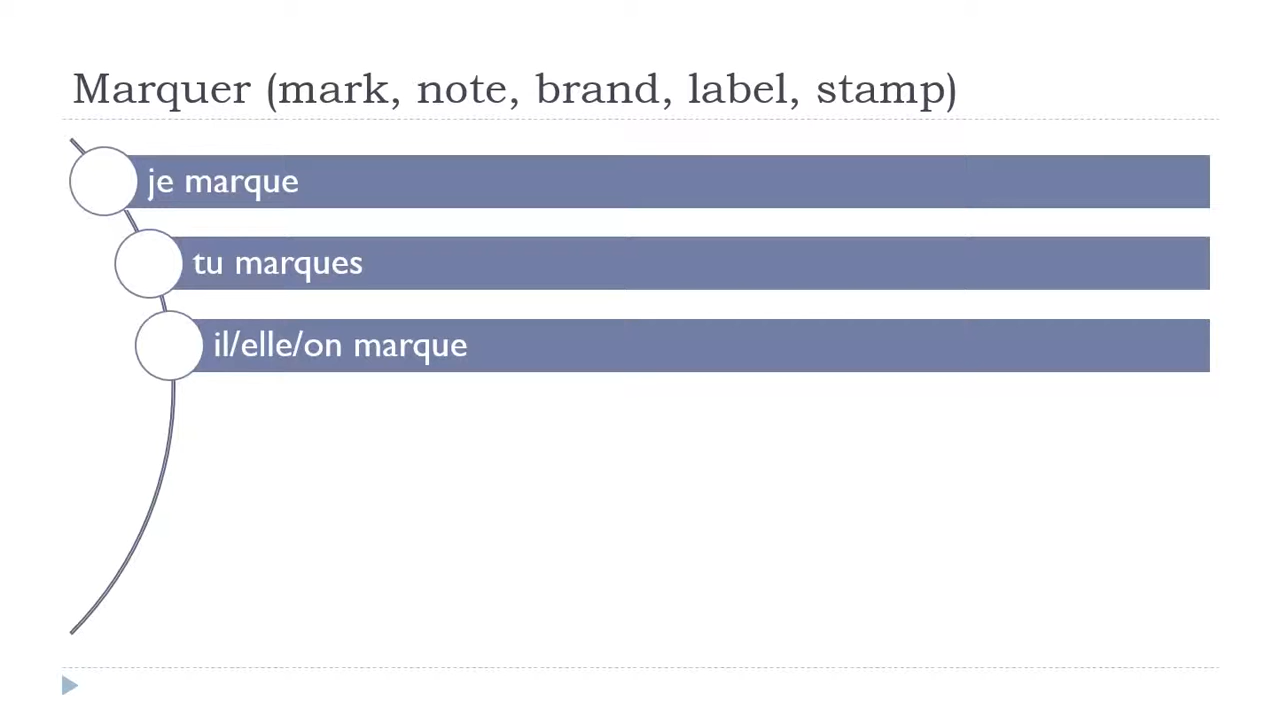 Marquer (mark, note, brand, label, stamp)
je marque
tu marques
il/elle/on marque